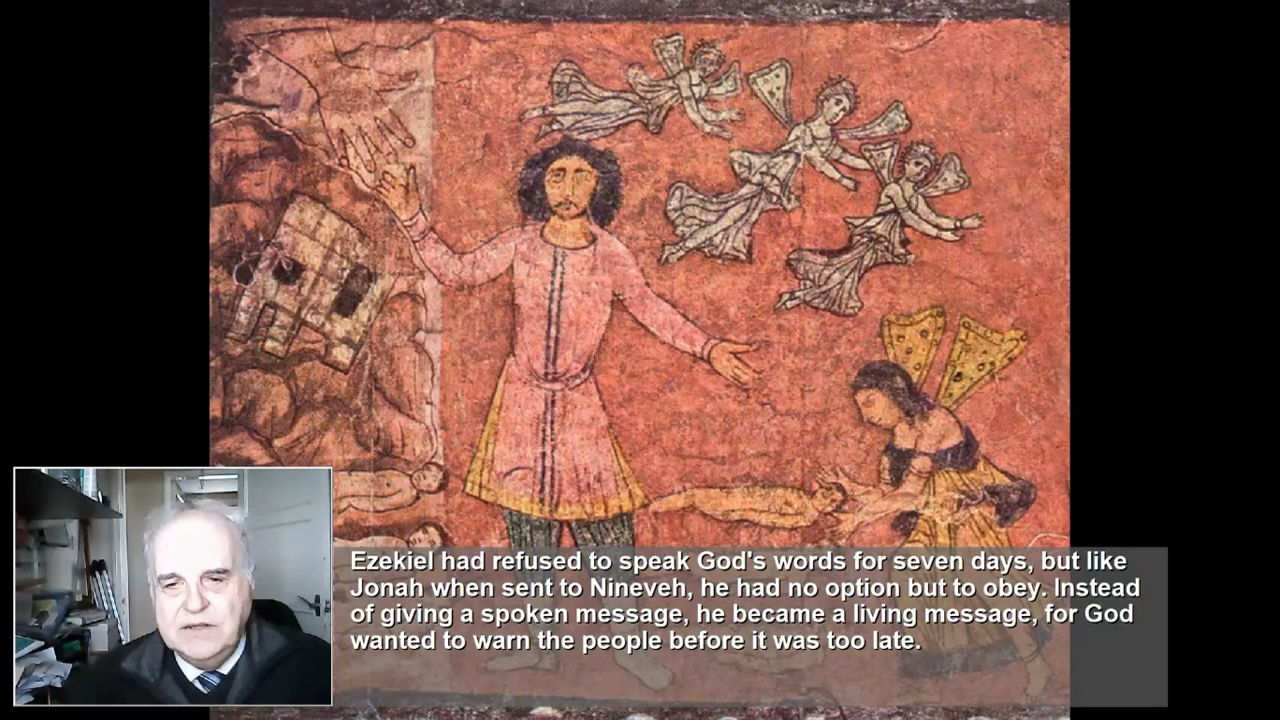 Ezekiel had refused to speak God's words for seven days, but like
Jonah when sent to Nineveh, he had no option but to obey. Instead
of giving a spoken message, he became a living message, for God
wanted to warn the people before it was too late.